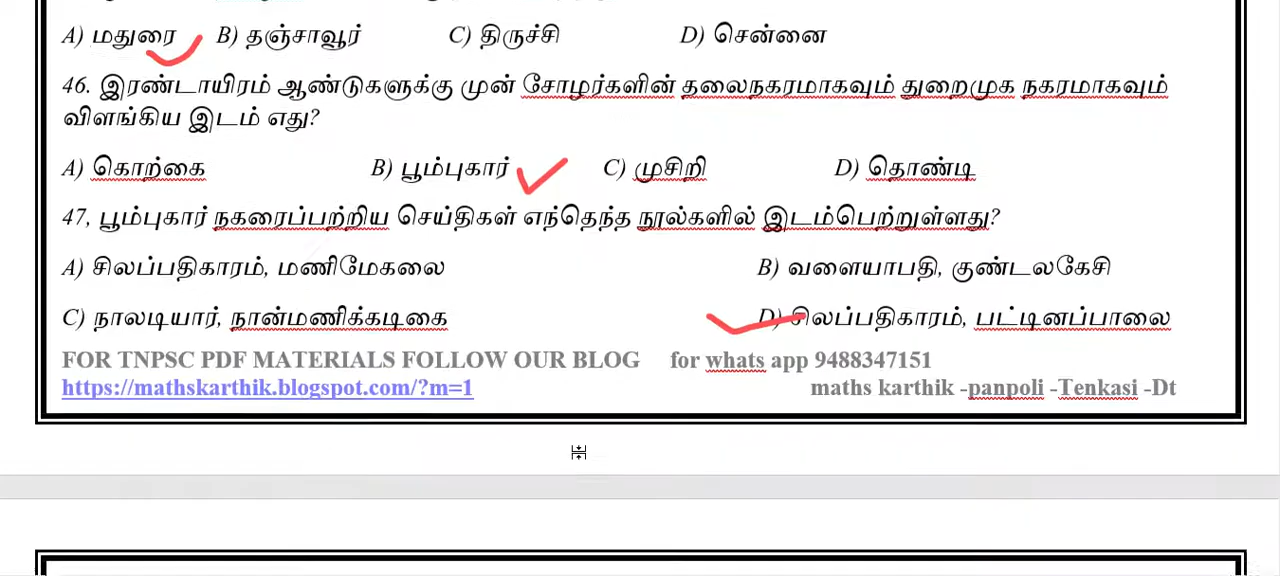 A) மதுரை B) தஞ்சாவூர் C) திருச்சி D) சென்னை
46. இரண்டாயிரம் ஆண்டுகளுக்கு முன் சோழர்களின் தலைநகரமாகவும் துறைமுக நகரமாகவும்
விளங்கிய இடம் எது?
A) கொற்கை B) பூம்புகார் C) முசிறி D) தொண்டி
47, பூம்புகார் நகரைப்பற்றிய செய்திகள் எந்தெந்த நூல்களில் இடம்பெற்றுள்ளது?
A) சிலப்பதிகாரம், மணிமேகலை B) வளையாபதி, குண்டலகேசி
C) நாலடியார், நான்மணிக்கடிகை D) சிலப்பதிகாரம், பட்டினப்பாலை
FOR TNPSC PDF MATERIALS FOLLOW OUR BLOG for whats app 9488347151
https://mathskarthik.blogspot.com/?m=1 maths karthik -panpoli -Tenkasi -Dt